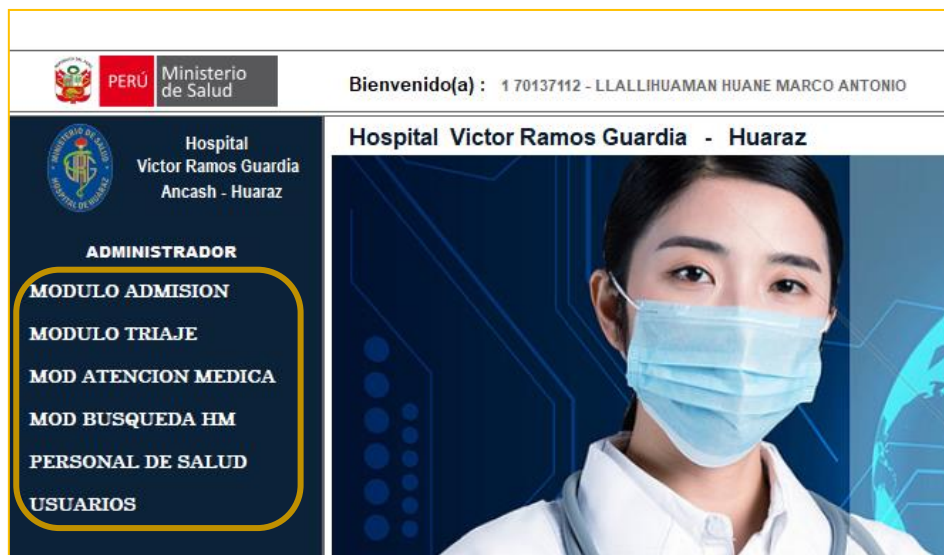 PERÚ
Ministerio
de Salud
Bienvenido(a) : 1 70137112 - LLALLIHUAMAN HUANE MARCO ANTONIO
Hospital
Victor Ramos Guardia
Ancash - Huaraz
Hospital Victor Ramos Guardia - Huaraz
ADMINISTRADOR
MODULO ADMISION
MODULO TRIAJE
MOD ATENCION MEDICA
MOD BUSQUEDA HM
PERSONAL DE SALUD
USUARIOS